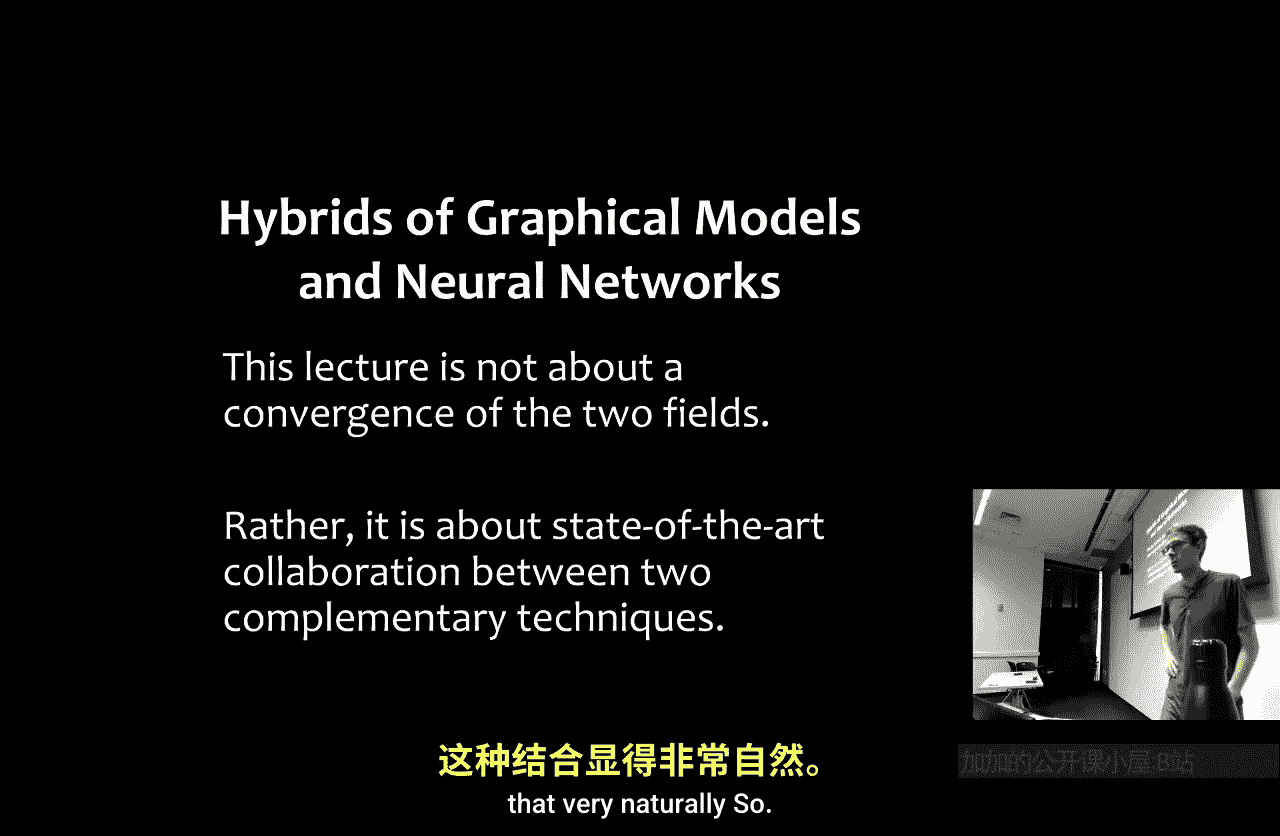 Hybrids of Graphical Models
and Neural Networks
This lecture is not about a
convergence of the two fields.
Rather, it is about state-of-the-art
collaboration between two
complementary techniques.
加加的公开课小屋:B站
这种结合显得非常自然。
that very naturally So.